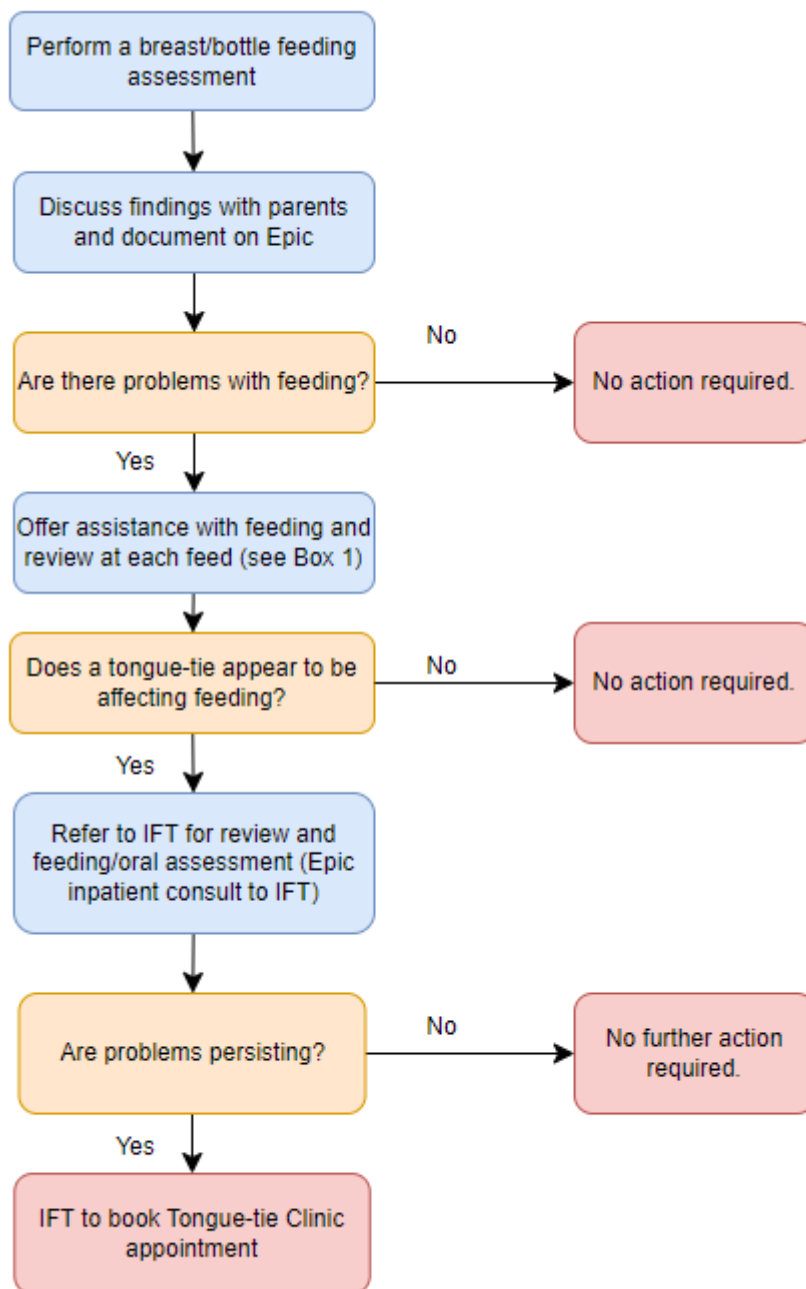 Perform a breast/bottle feeding
assessment
Discuss findings with parents
and document on Epic
Are there problems with feeding?
No
No action required.
Yes
Offer assistance with feeding and
review at each feed (see Box 1)
Does a tongue-tie appear to be
affecting feeding?
No
No action required.
Yes
Refer to IFT for review and
feeding/oral assessment (Epic
inpatient consult to IFT)
Are problems persisting?
No
No further action
required.
Yes
IFT to book Tongue-tie Clinic
appointment